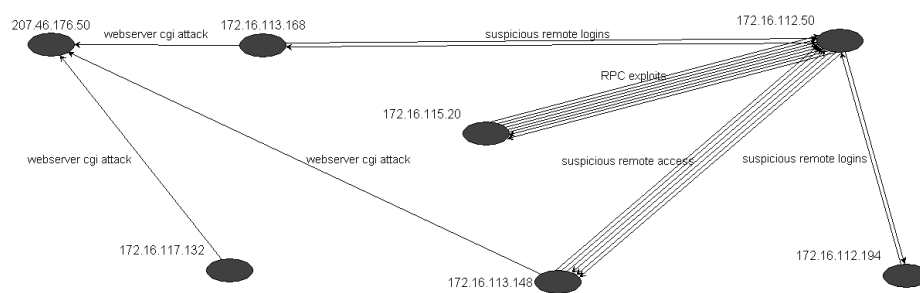 207.46.176.50
172.16.113.168
172.16.112.50
webserver cgi attack
suspicious remote logins
RPC exploits
172.16.115.20
webserver cgi attack
webserver cgi attack
suspicious remote access
suspicious remote logins
172.16.117.132
172.16.113.148
172.16.112.194